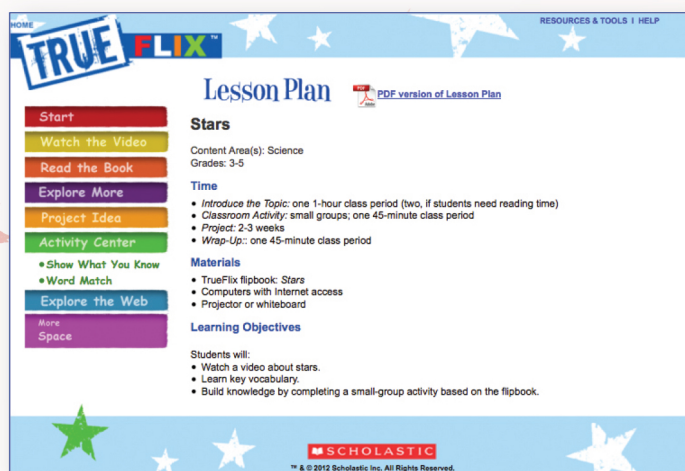 HOME
RESOURCES & TOOLS I HELP
TRUE FLIX™
Lesson Plan
PDF
Adobe
PDF version of Lesson Plan
Start
Watch the Video
Read the Book
Explore More
Project Idea
Activity Center
•Show What You Know
•Word Match
Explore the Web
More
Space
Stars
Content Area(s): Science
Grades: 3-5
Time
• Introduce the Topic: one 1-hour class period (two, if students need reading time)
• Classroom Activity: small groups; one 45-minute class period
• Project: 2-3 weeks
• Wrap-Up:: one 45-minute class period
Materials
• TrueFlix flipbook: Stars
• Computers with Internet access
• Projector or whiteboard
Learning Objectives
Students will:
• Watch a video about stars.
• Learn key vocabulary.
• Build knowledge by completing a small-group activity based on the flipbook.
SCHOLASTIC
™ & © 2012 Scholastic Inc. All Rights Reserved.